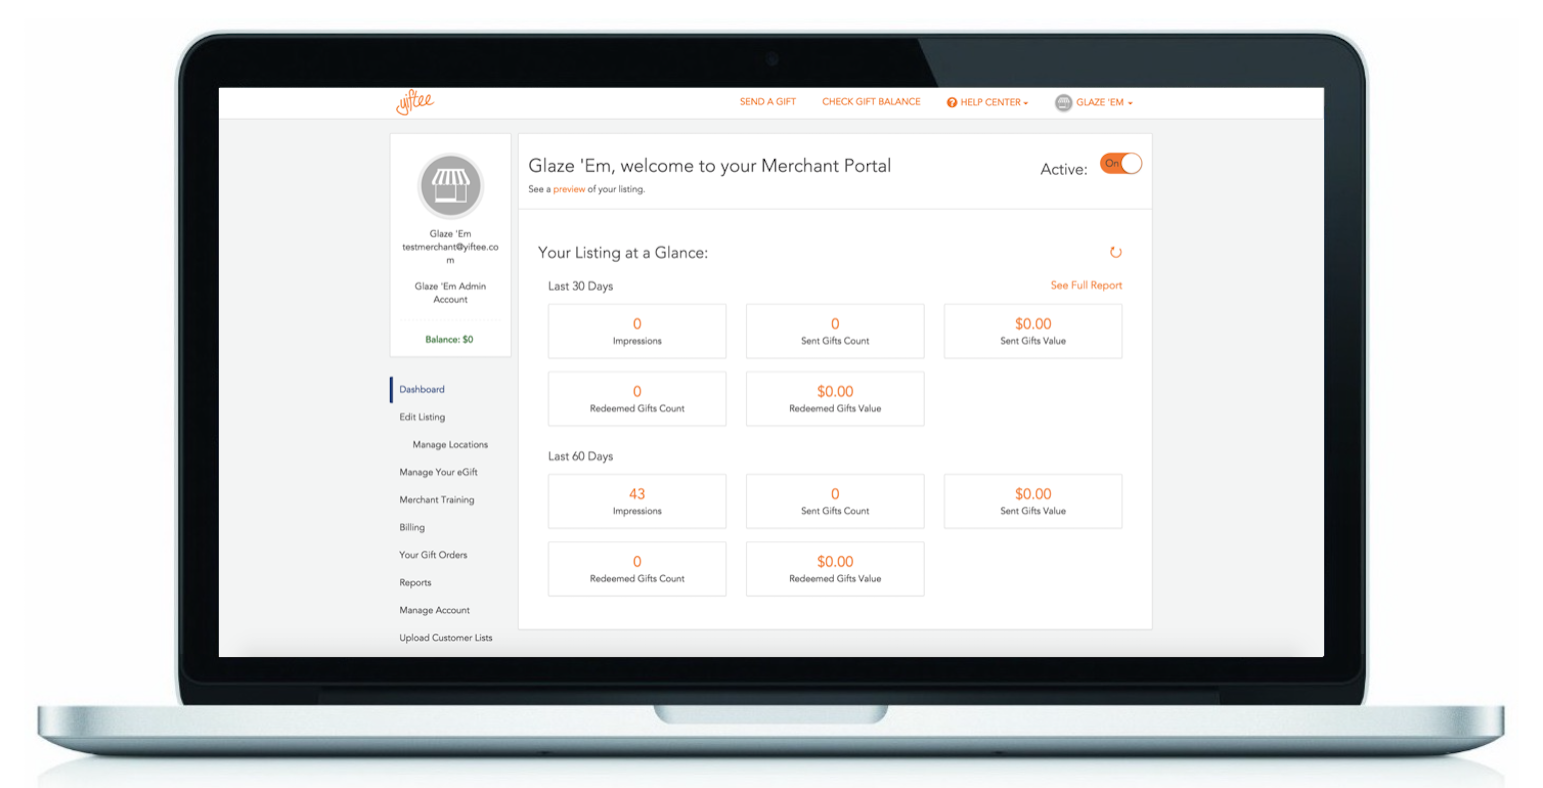 yiftee
SEND A GIFT
CHECK GIFT BALANCE
? HELP CENTER
GLAZE 'EM
Glaze 'Em
testmerchant@yiftee.co
m
Glaze 'Em Admin
Account
Balance: $0
Dashboard
Edit Listing
Manage Locations
Manage Your eGift
Merchant Training
Billing
Your Gift Orders
Reports
Manage Account
Upload Customer Lists
Glaze 'Em, welcome to your Merchant Portal
See a preview of your listing.
Active:
On
Your Listing at a Glance:
Last 30 Days
See Full Report
0
Impressions
0
Sent Gifts Count
$0.00
Sent Gifts Value
0
Redeemed Gifts Count
$0.00
Redeemed Gifts Value
Last 60 Days
43
Impressions
0
Sent Gifts Count
$0.00
Sent Gifts Value
0
Redeemed Gifts Count
$0.00
Redeemed Gifts Value